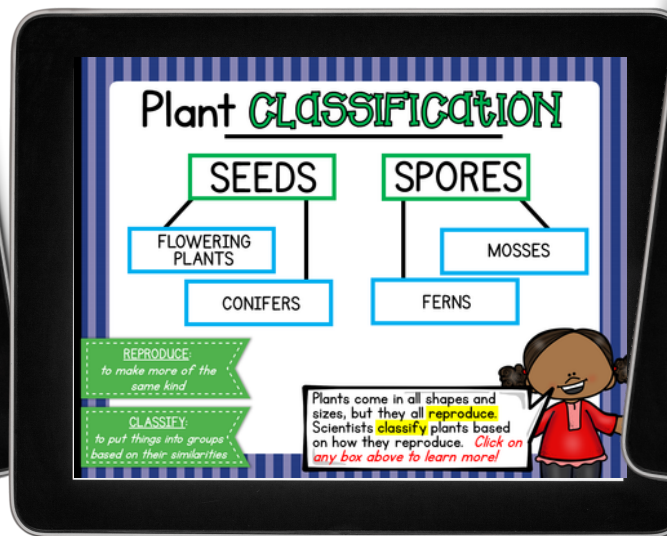 Plant CLASSIFICATION
SEEDS
SPORES
FLOWERING
PLANTS
MOSSES
CONIFERS
FERNS
REPRODUCE:
to make more of the
same kind
CLASSIFY:
to put things into groups
based on their similarities
Plants come in all shapes and
sizes, but they all reproduce.
Scientists classify plants based
on how they reproduce. Click on
any box above to learn more!